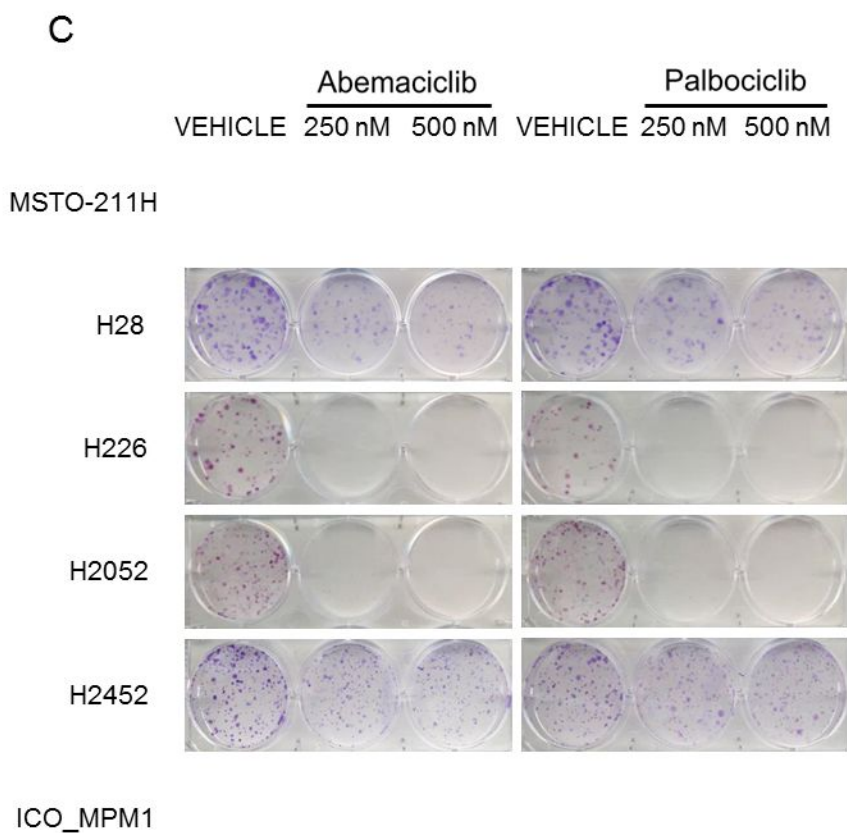 C
Abemaciclib Palbociclib
VEHICLE 250 nM 500 nM VEHICLE 250 nM 500 nM
MSTO-211H
H28
H226
H2052
H2452
ICO_MPM1